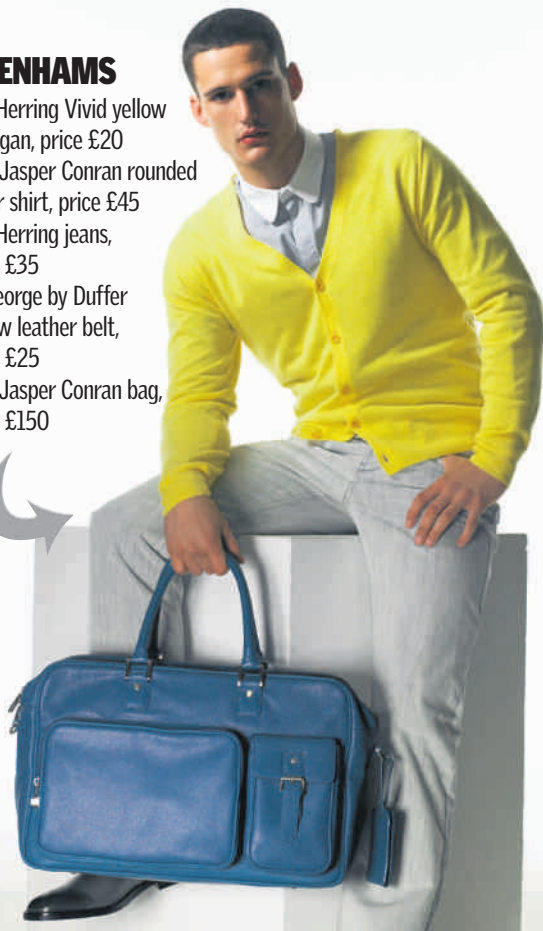 ENHAMS
Herring Vivid yellow
gan, price £20
Jasper Conran rounded
r shirt, price £45
Herring jeans,
£35
eorge by Duffer
w leather belt,
£25
Jasper Conran bag,
£150